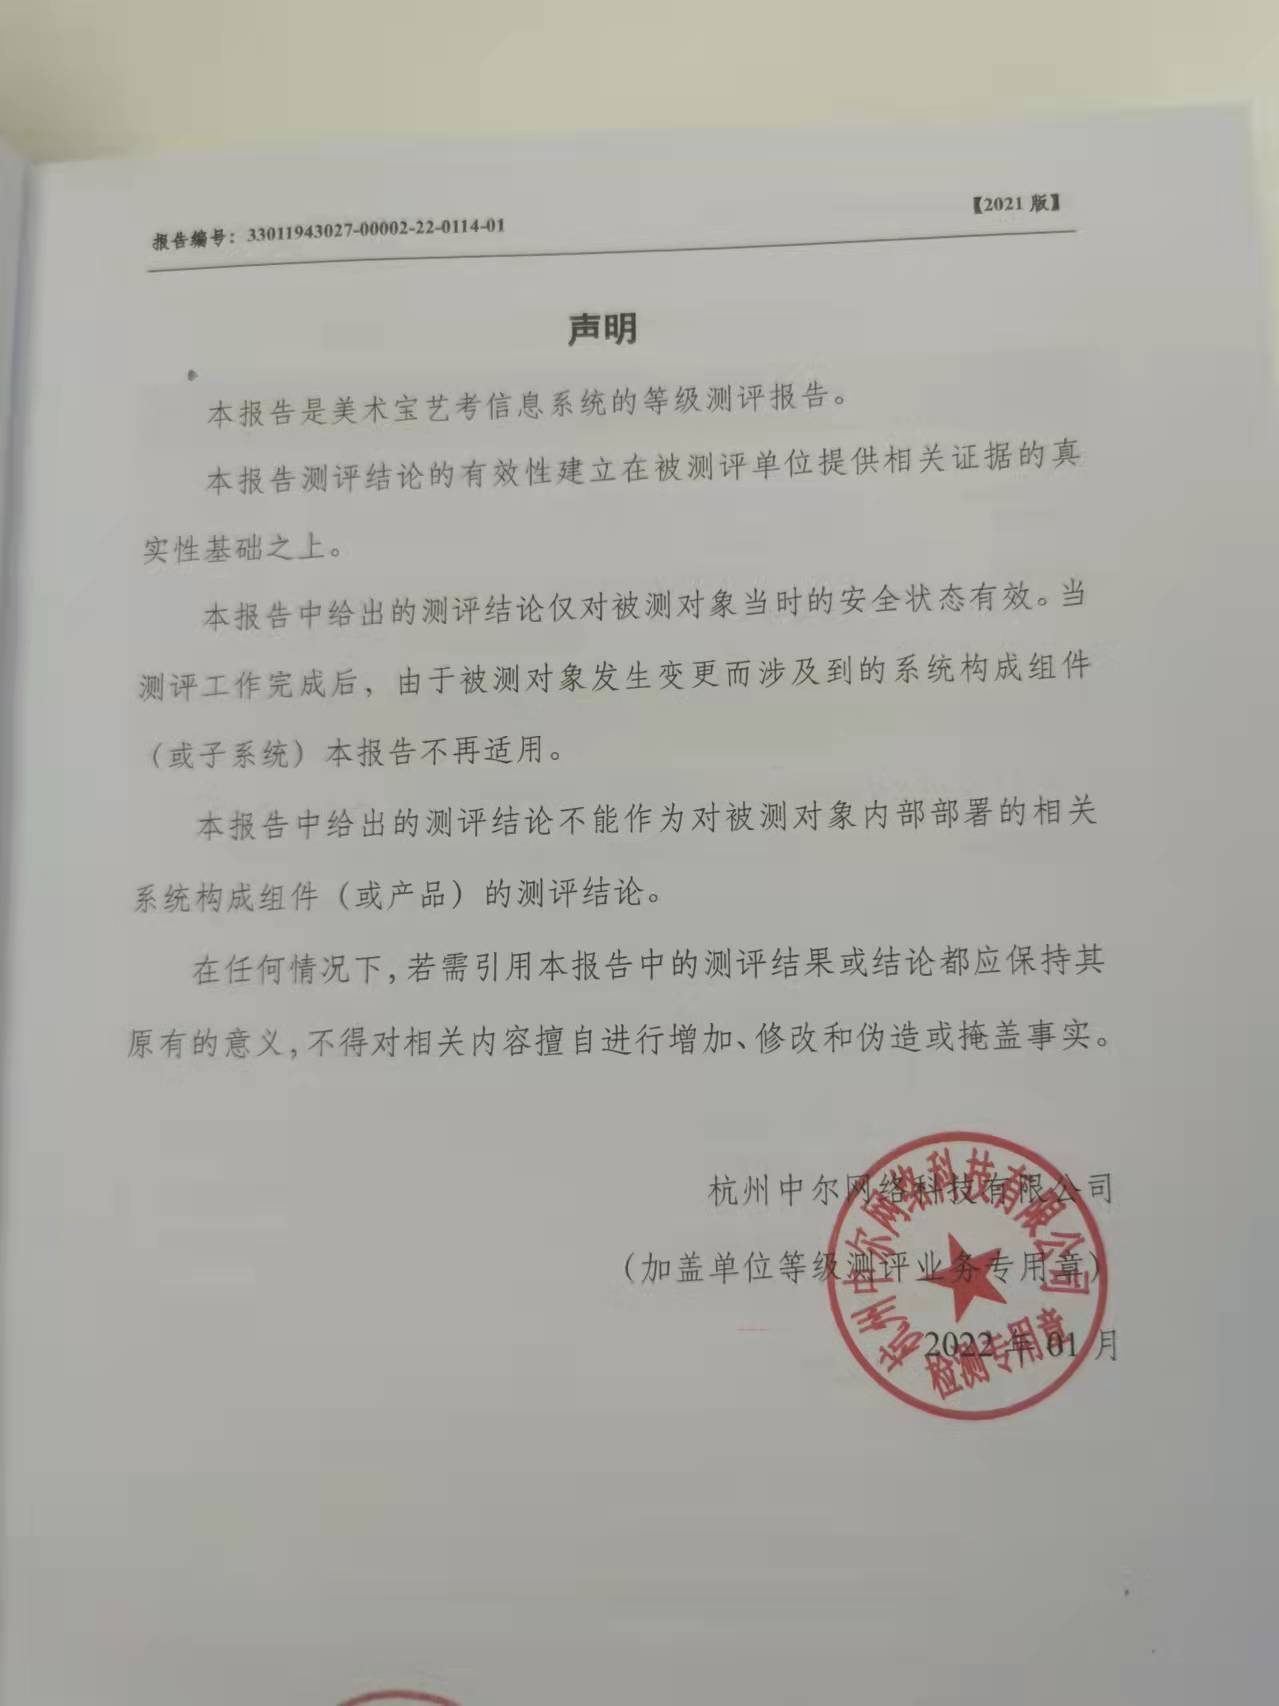 报告编号：33011943027-00002-22-0114-01
【2021 版】
声明
本报告是美术宝艺考信息系统的等级测评报告。
本报告测评结论的有效性建立在被测评单位提供相关证据的真
实性基础之上。
本报告中给出的测评结论仅对被测对象当时的安全状态有效。当
测评工作完成后，由于被测对象发生变更而涉及到的系统构成组件
（或子系统）本报告不再适用。
本报告中给出的测评结论不能作为对被测对象内部部署的相关
系统构成组件（或产品）的测评结论。
在任何情况下,若需引用本报告中的测评结果或结论都应保持其
原有的意义,不得对相关内容擅自进行增加、修改和伪造或掩盖事实。
杭州中尔网络科技有限公司
（加盖单位等级测评业务专用章）
2022 年 01 月
杭州中尔网络科技有限公司
检测专用章